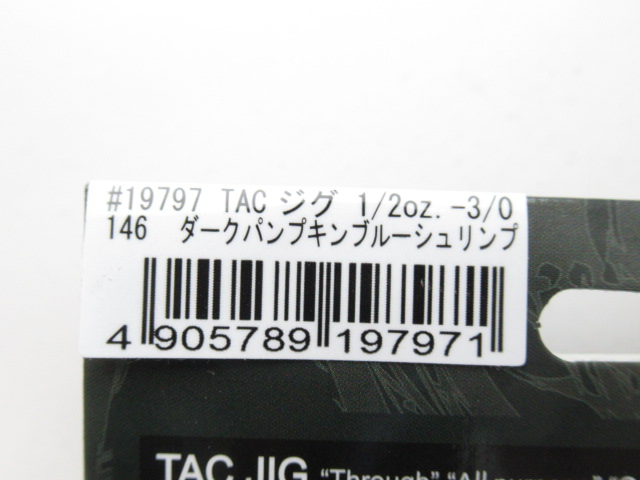 #19797 TAC ジグ 1/2oz.-3/0
146 ダークパンプキンブルーシュリンプ
4 905789 197971
TAC JIG "Through" "All